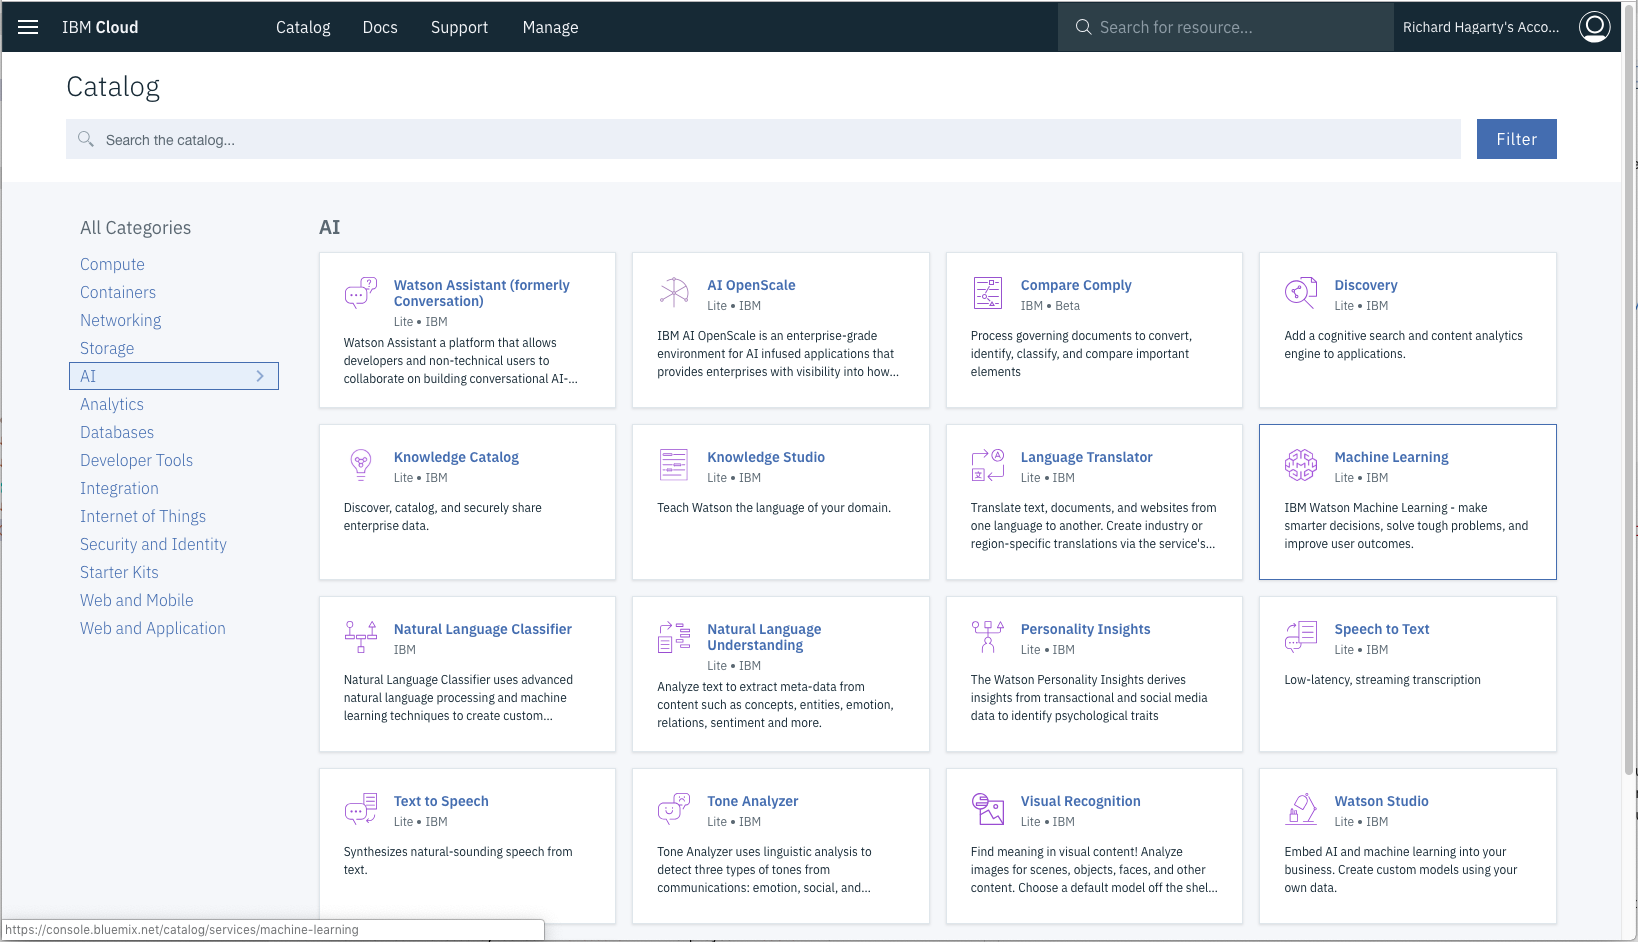 IBM Cloud
Catalog
Docs
Support
Manage
Search for resource...
Richard Hagarty's Acco...
Catalog
Search the catalog...
Filter
All Categories
Compute
Containers
Networking
Storage
AI
Analytics
Databases
Developer Tools
Integration
Internet of Things
Security and Identity
Starter Kits
Web and Mobile
Web and Application
AI
Watson Assistant (formerly
Conversation)
Lite • IBM
Watson Assistant a platform that allows
developers and non-technical users to
collaborate on building conversational AI-...
AI OpenScale
Lite • IBM
IBM AI OpenScale is an enterprise-grade
environment for AI infused applications that
provides enterprises with visibility into how...
Compare Comply
IBM • Beta
Process governing documents to convert,
identify, classify, and compare important
elements
Discovery
Lite • IBM
Add a cognitive search and content analytics
engine to applications.
Knowledge Catalog
Lite • IBM
Discover, catalog, and securely share
enterprise data.
Knowledge Studio
Lite • IBM
Teach Watson the language of your domain.
Language Translator
Lite • IBM
Translate text, documents, and websites from
one language to another. Create industry or
region-specific translations via the service's...
Machine Learning
Lite • IBM
IBM Watson Machine Learning - make
smarter decisions, solve tough problems, and
improve user outcomes.
Natural Language Classifier
IBM
Natural Language Classifier uses advanced
natural language processing and machine
learning techniques to create custom...
Natural Language
Understanding
Lite • IBM
Analyze text to extract meta-data from
content such as concepts, entities, emotion,
relations, sentiment and more.
Personality Insights
Lite • IBM
The Watson Personality Insights derives
insights from transactional and social media
data to identify psychological traits
Speech to Text
Lite • IBM
Low-latency, streaming transcription
Text to Speech
Lite • IBM
Synthesizes natural-sounding speech from
text.
Tone Analyzer
Lite • IBM
Tone Analyzer uses linguistic analysis to
detect three types of tones from
communications: emotion, social, and...
Visual Recognition
Lite • IBM
Find meaning in visual content! Analyze
images for scenes, objects, faces, and other
content. Choose a default model off the shel...
Watson Studio
Lite • IBM
Embed AI and machine learning into your
business. Create custom models using your
own data.
https://console.bluemix.net/catalog/services/machine-learning